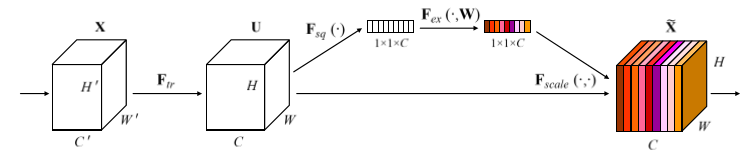 X
H′
W′
C′
F_tr
U
H
W
C
F_sq (·)
1×1×C
F_ex (·,W)
1×1×C
F_scale (·,·)
X̃
H
W
C